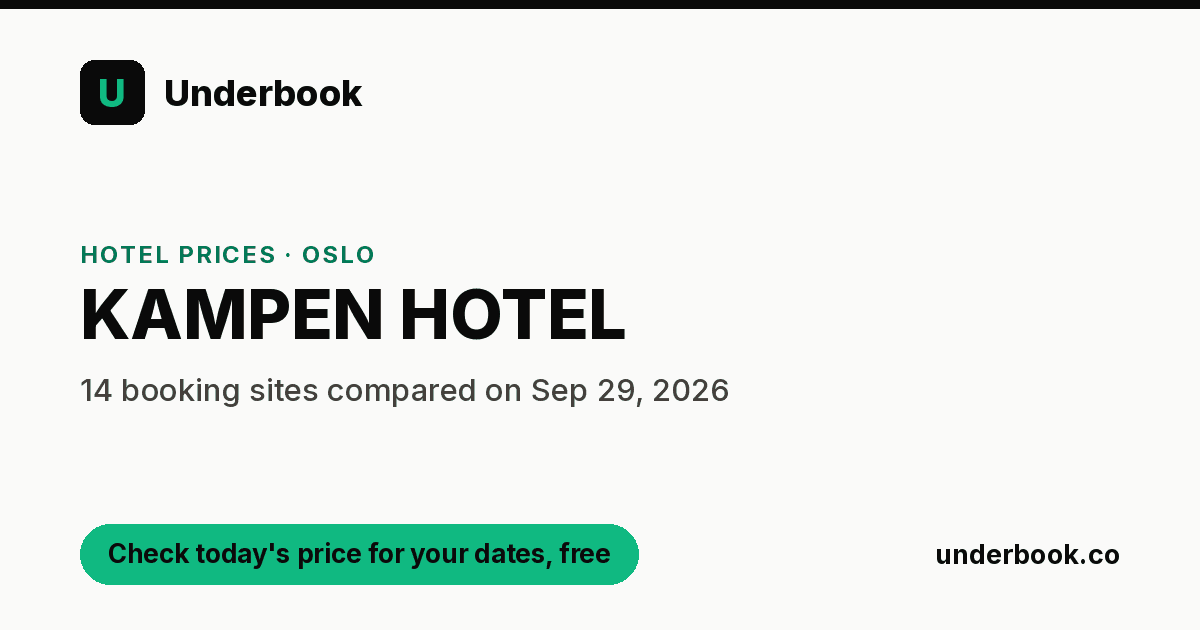 U Underbook
HOTEL PRICES · OSLO
KAMPEN HOTEL
14 booking sites compared on Sep 29, 2026
Check today's price for your dates, free
underbook.co